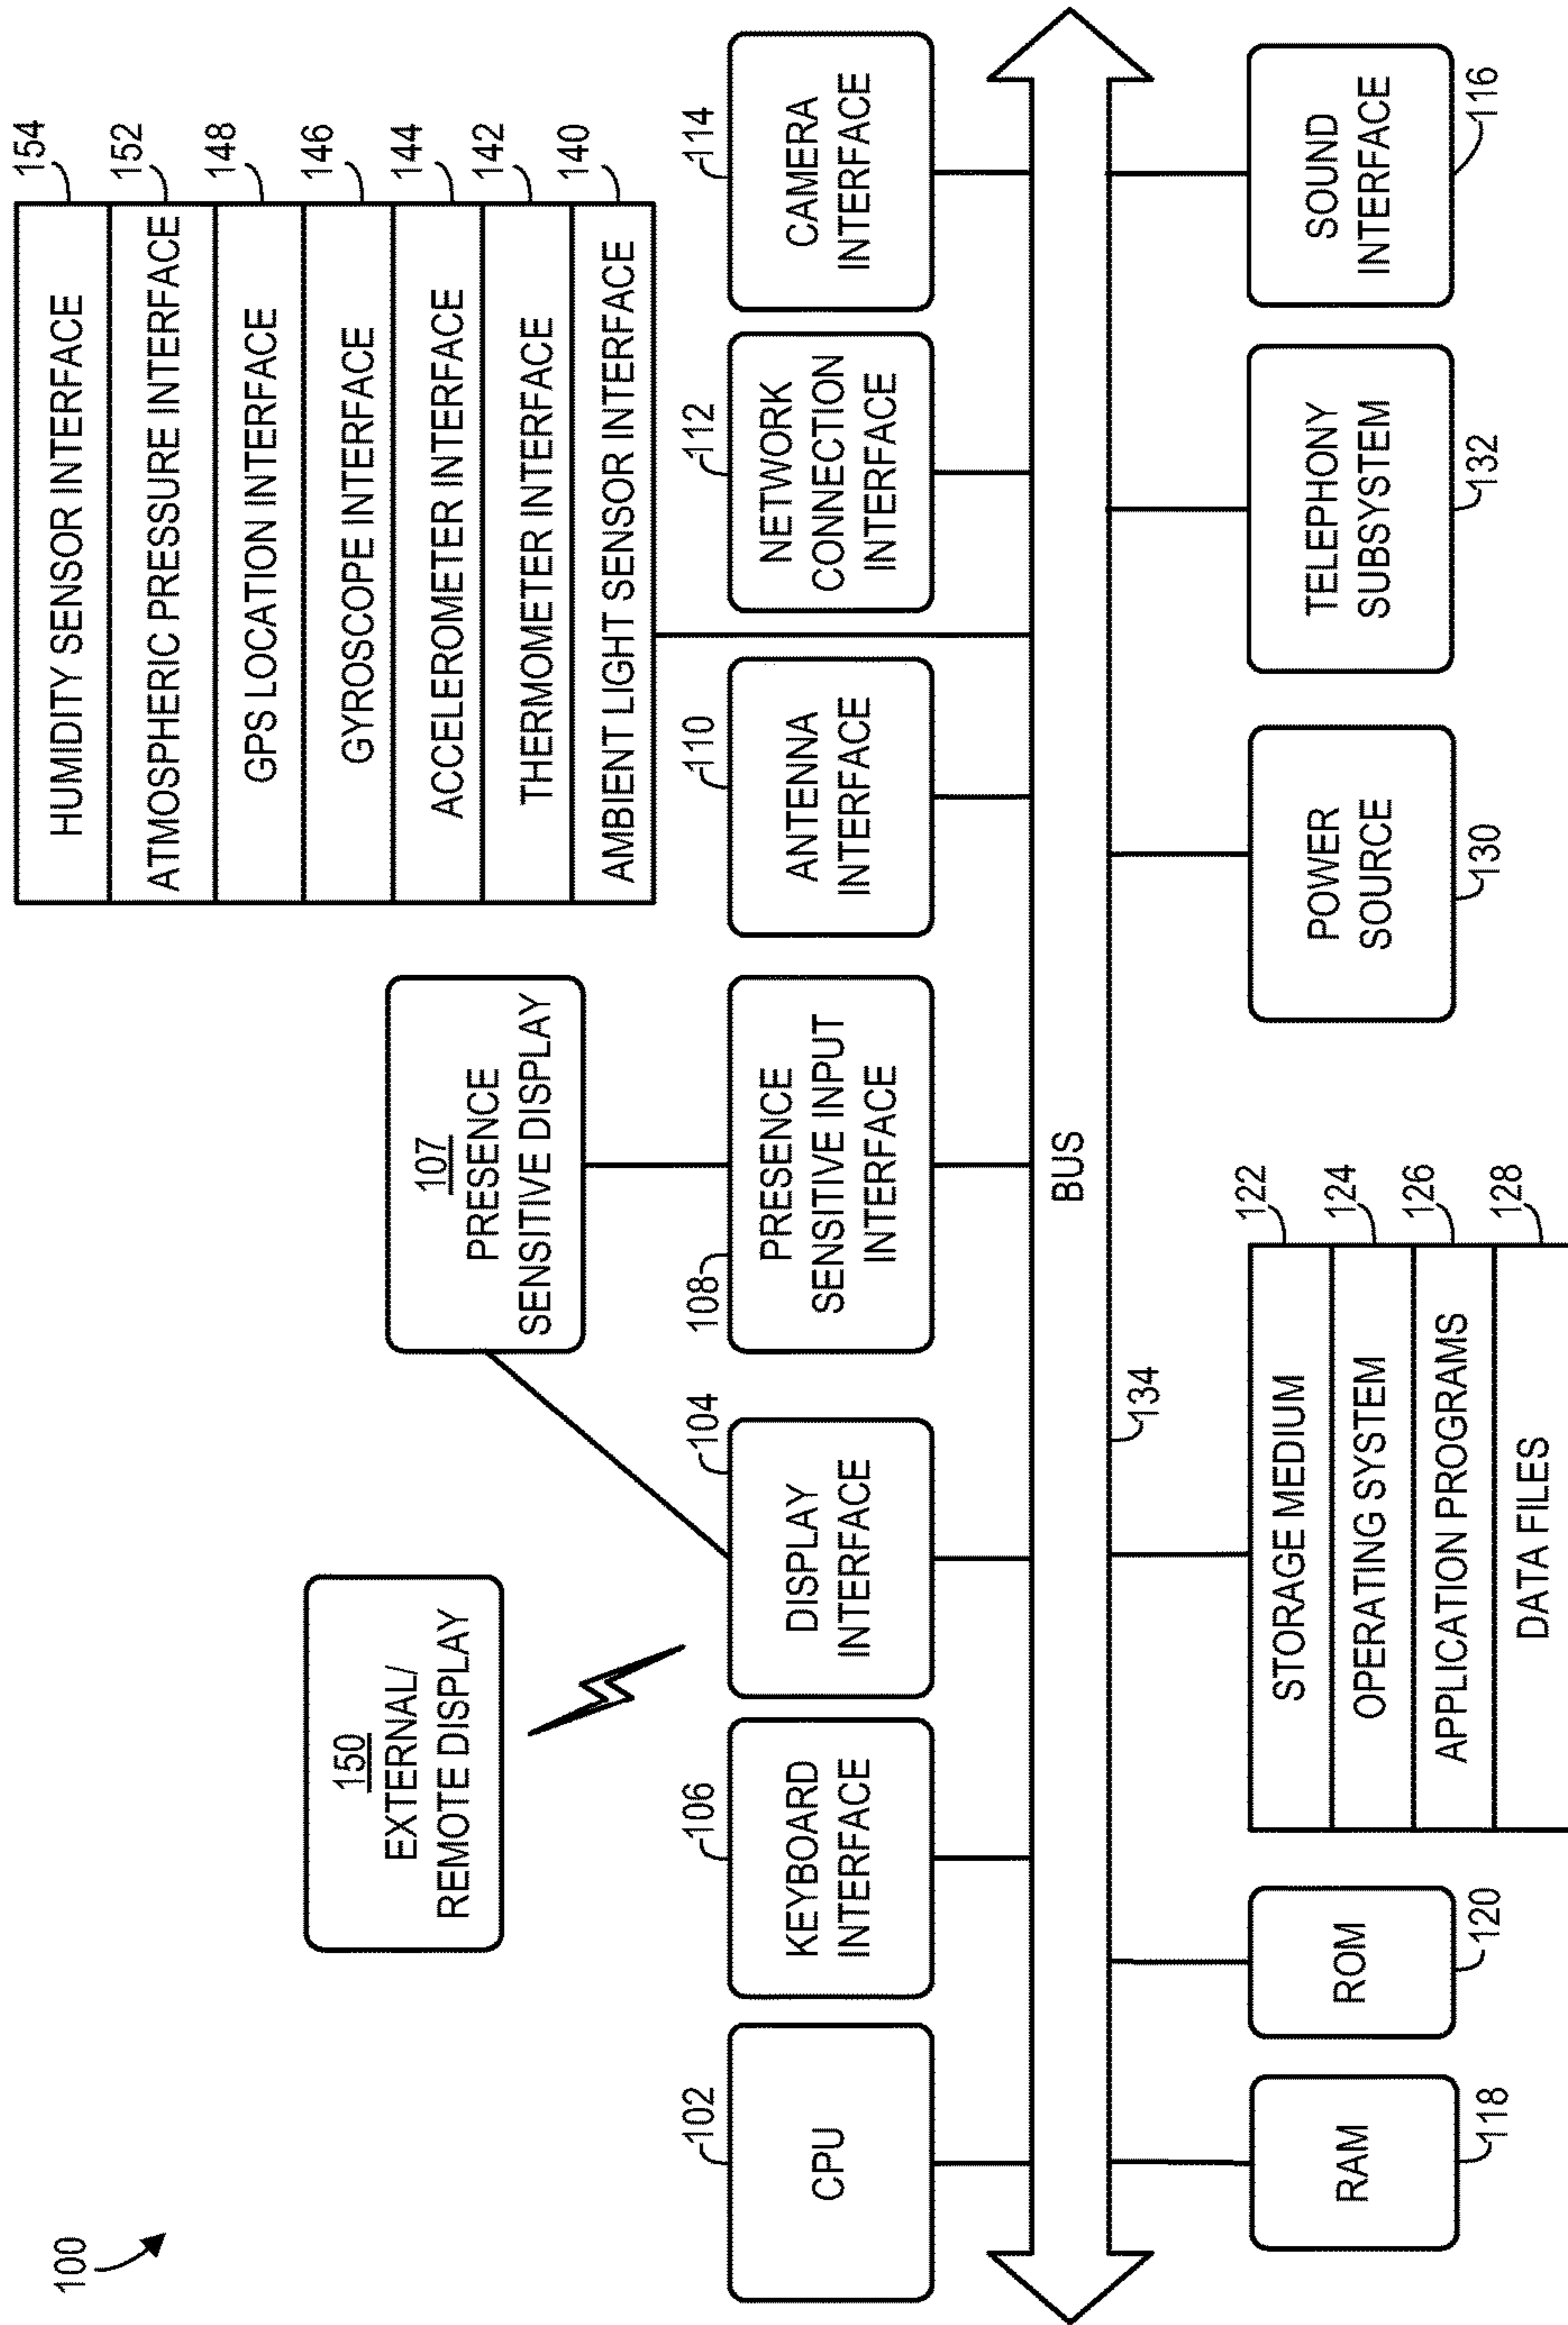 100
154
HUMIDITY SENSOR INTERFACE
152
ATMOSPHERIC PRESSURE INTERFACE
148
GPS LOCATION INTERFACE
146
GYROSCOPE INTERFACE
144
ACCELEROMETER INTERFACE
142
THERMOMETER INTERFACE
140
AMBIENT LIGHT SENSOR INTERFACE
150
EXTERNAL/
REMOTE DISPLAY
107
PRESENCE
SENSITIVE DISPLAY
102
CPU
106
KEYBOARD
INTERFACE
104
DISPLAY
INTERFACE
108
PRESENCE
SENSITIVE INPUT
INTERFACE
110
ANTENNA
INTERFACE
112
NETWORK
CONNECTION
INTERFACE
114
CAMERA
INTERFACE
BUS
134
RAM
118
ROM
120
STORAGE MEDIUM
122
OPERATING SYSTEM
124
APPLICATION PROGRAMS
126
DATA FILES
128
POWER
SOURCE
130
TELEPHONY
SUBSYSTEM
132
SOUND
INTERFACE
116